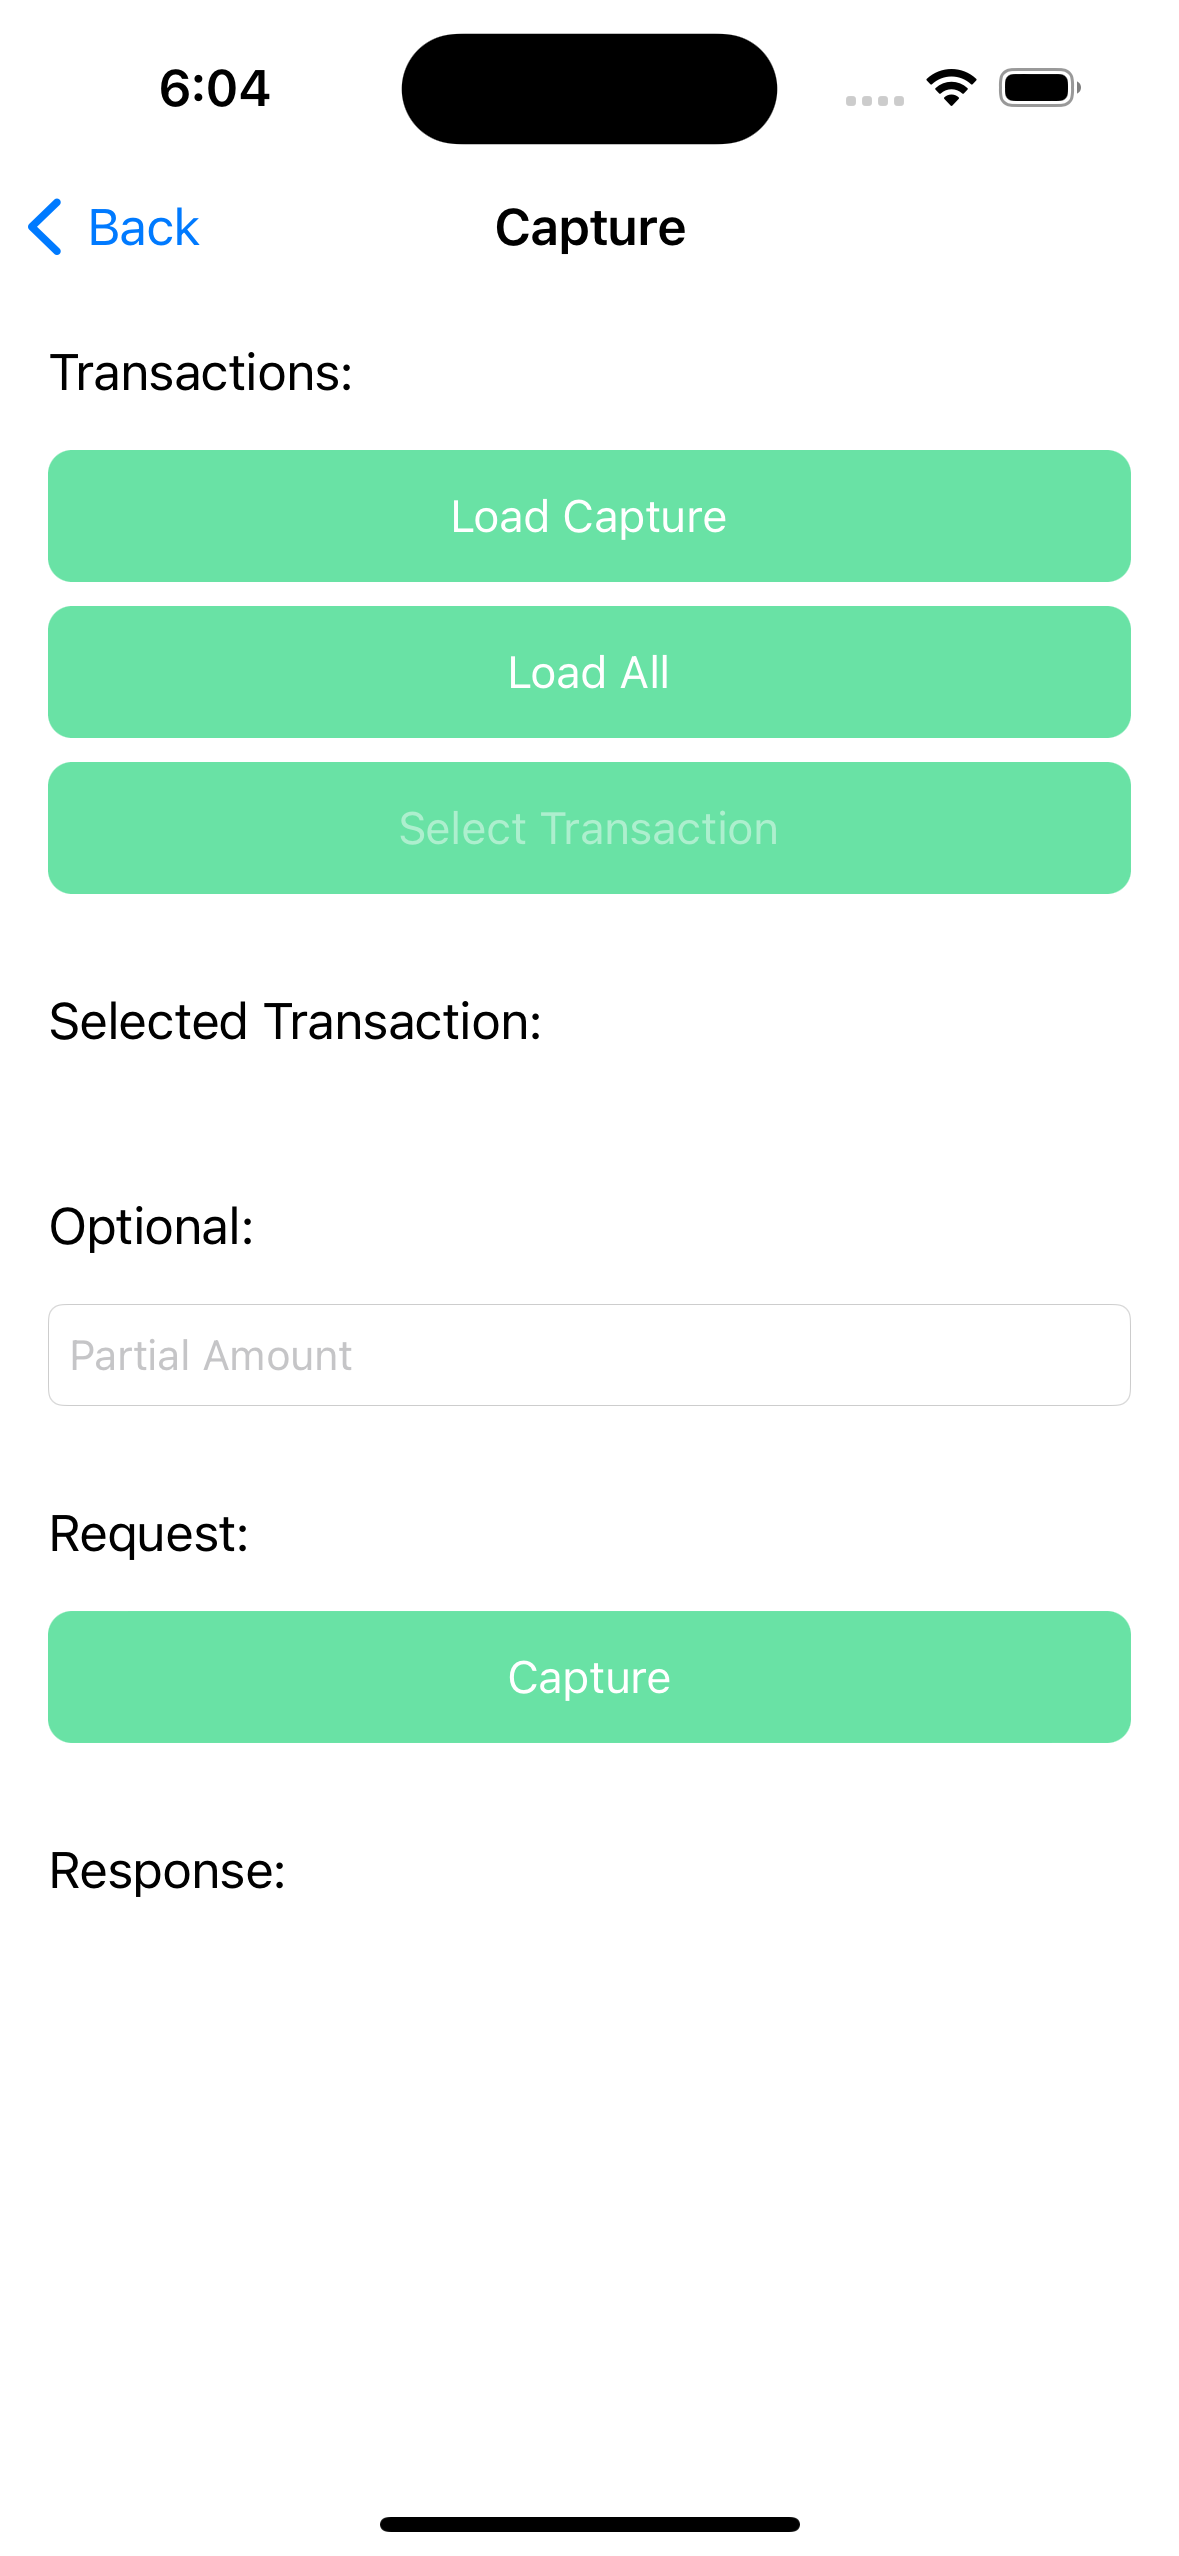 6:04
Back
Capture
Transactions:
Load Capture
Load All
Select Transaction
Selected Transaction:
Optional:
Partial Amount
Request:
Capture
Response: